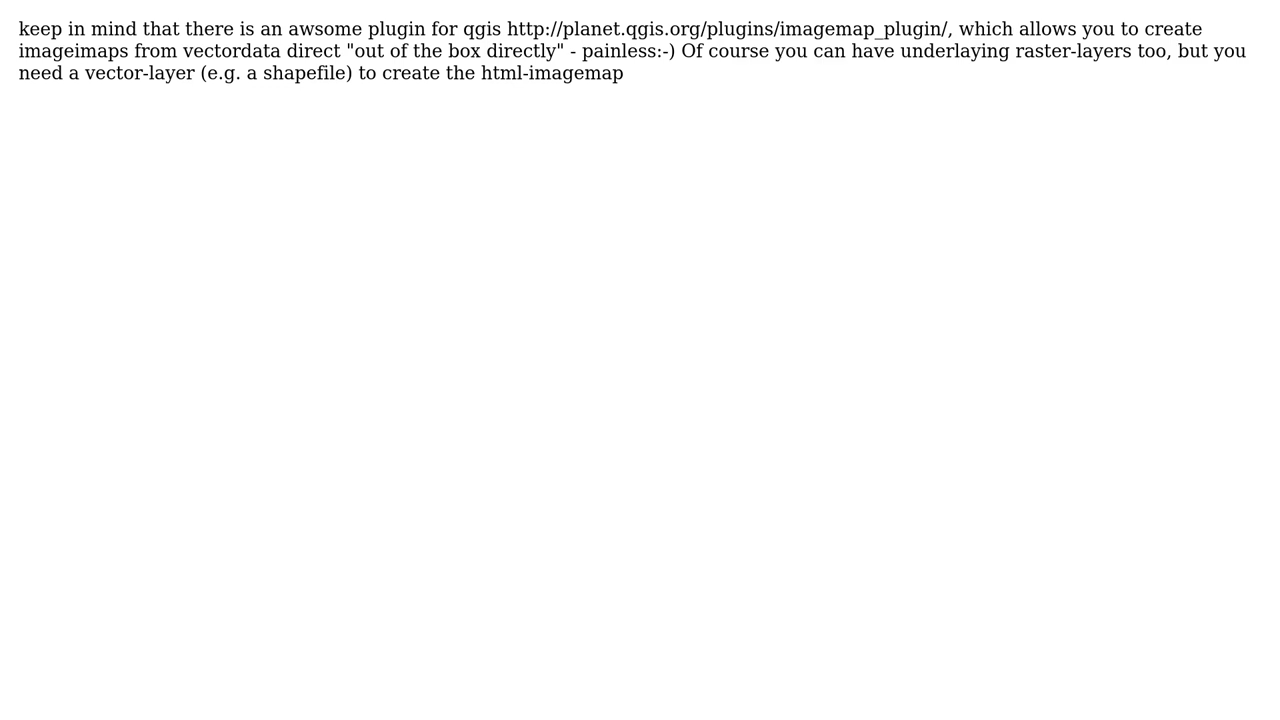 keep in mind that there is an awsome plugin for qgis http://planet.qgis.org/plugins/imagemap_plugin/, which allows you to create
imageimaps from vectordata direct "out of the box directly" - painless:-) Of course you can have underlaying raster-layers too, but you
need a vector-layer (e.g. a shapefile) to create the html-imagemap